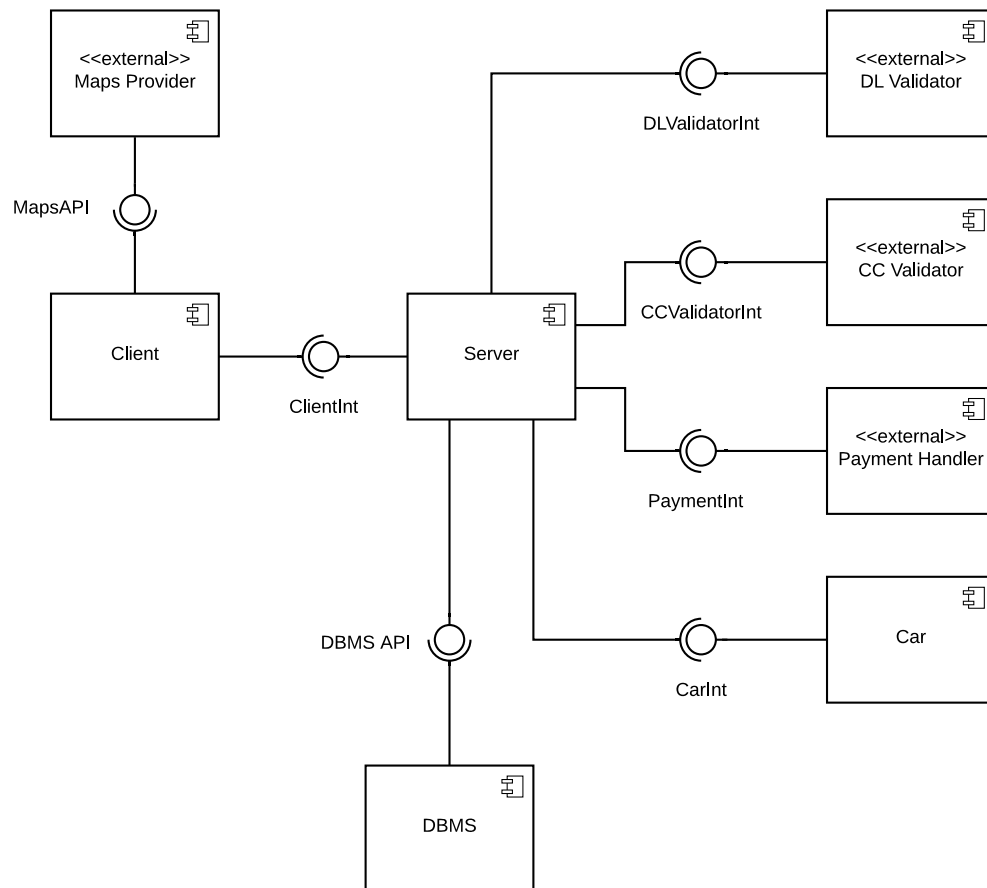 <<external>>
Maps Provider
<<external>>
DL Validator
DLValidatorInt
MapsAPI
<<external>>
CC Validator
CCValidatorInt
Client
Server
ClientInt
<<external>>
Payment Handler
PaymentInt
DBMS API
Car
CarInt
DBMS